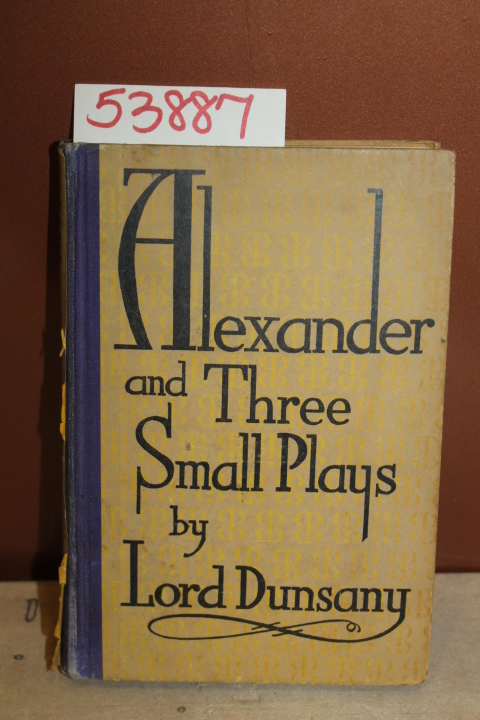 53887
Alexander
and Three
Small Plays
by
Lord Dunsany
D